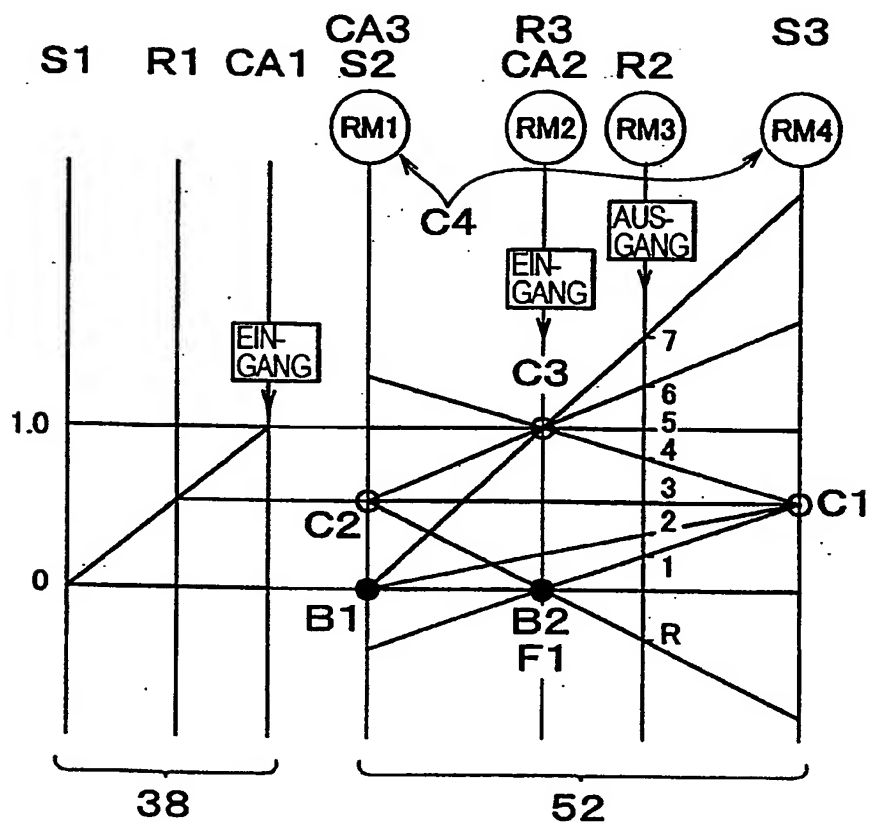 CA3 R3 S3
S1 R1 CA1 S2 CA2 R2
RM1 RM2 RM3 RM4
C4
AUS-
GANG
EIN-
GANG
EIN-
GANG
7
C3
6
1.0 5
4
3
C2 C1
2
0 1
B1 B2 R
F1
38 52